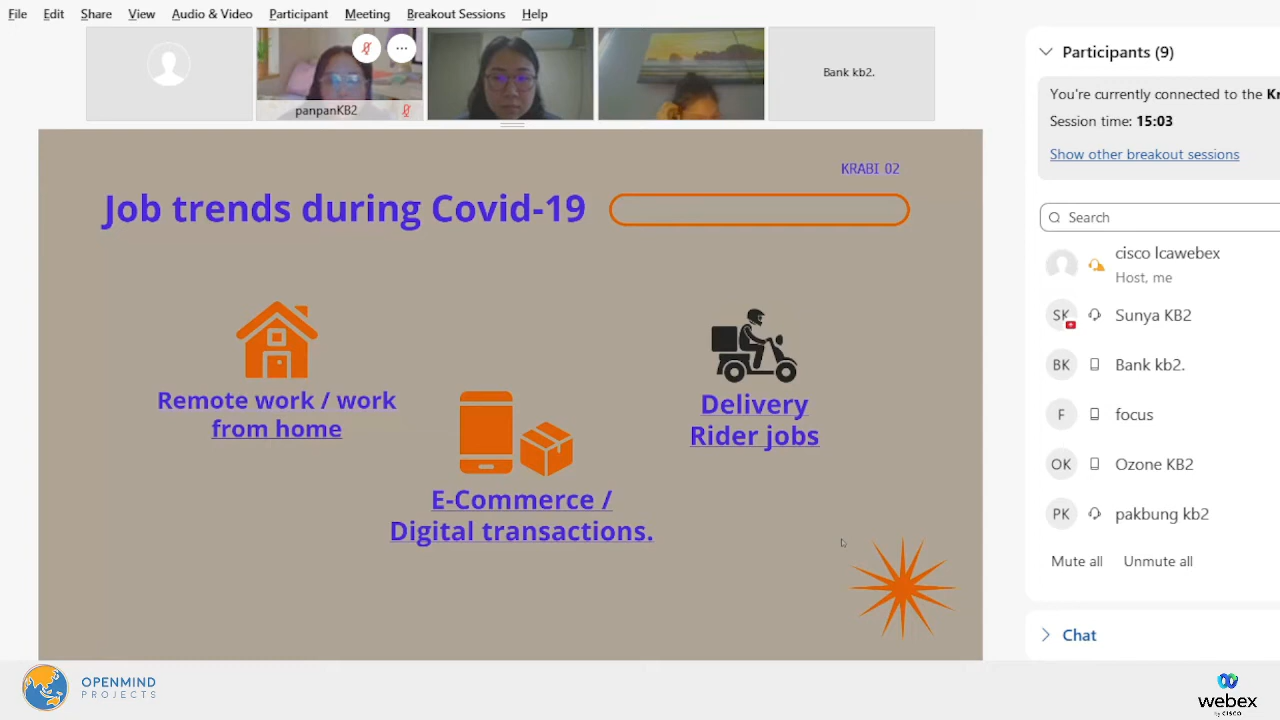 File Edit Share View Audio & Video Participant Meeting Breakout Sessions Help
panpanKB2
Bank kb2.
KRABI 02
Job trends during Covid-19
Remote work / work
from home
E-Commerce /
Digital transactions.
Delivery
Rider jobs
Participants (9)
You're currently connected to the Kr
Session time: 15:03
Show other breakout sessions
Search
cisco lcawebex
Host, me
SK Sunya KB2
BK Bank kb2.
F focus
OK Ozone KB2
PK pakbung kb2
Mute all Unmute all
Chat
OPENMIND
PROJECTS
webex
by CISCO